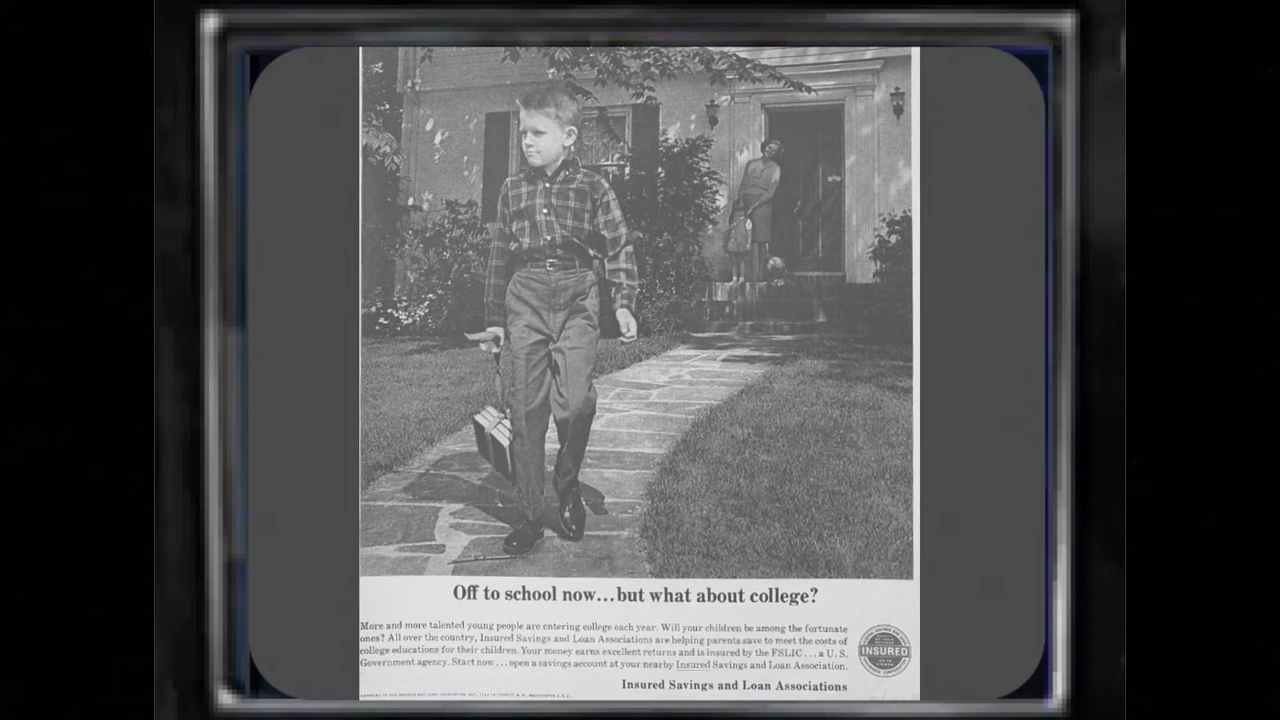 Off to school now...but what about college?
More and more talented young people are entering college each year. Will your children be among the fortunate
ones? All over the country, Insured Savings and Loan Associations are helping parents save to meet the costs of
college educations for their children. Your money earns excellent returns and is insured by the FSLIC...a U. S.
Government agency. Start now...open a savings account at your nearby Insured Savings and Loan Association.
INSURED
Insured Savings and Loan Associations